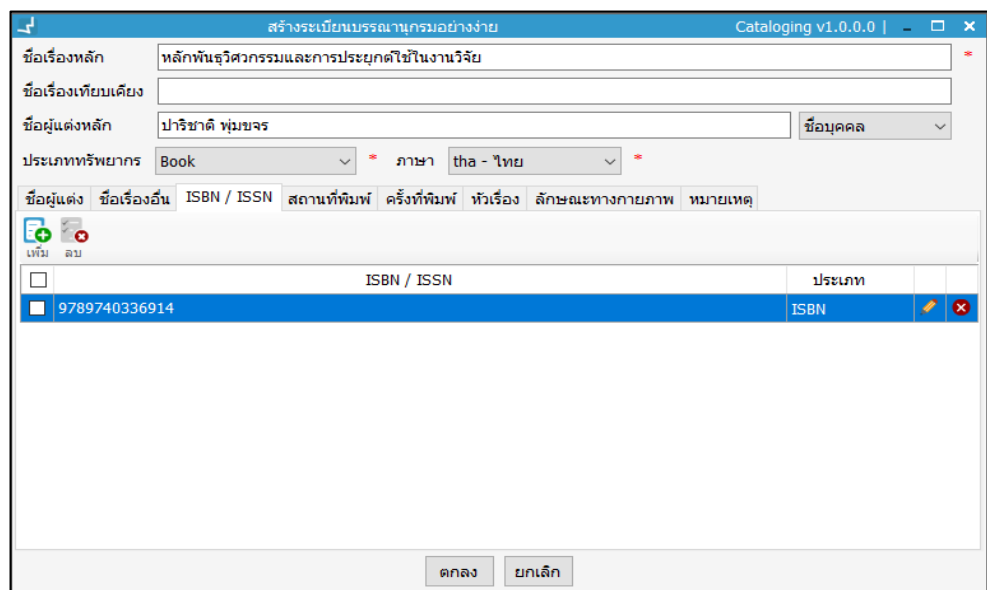 สร้างระเบียนบรรณานุกรมอย่างง่าย Cataloging v1.0.0.0 |
ชื่อเรื่องหลัก หลักพันธุวิศวกรรมและการประยุกต์ใช้ในงานวิจัย *
ชื่อเรื่องเทียบเคียง
ชื่อผู้แต่งหลัก ปาริชาติ พุ่มขจร ชื่อบุคคล
ประเภททรัพยากร Book * ภาษา tha - ไทย *
ชื่อผู้แต่ง ชื่อเรื่องอื่น ISBN / ISSN สถานที่พิมพ์ ครั้งที่พิมพ์ หัวเรื่อง ลักษณะทางกายภาพ หมายเหตุ
เพิ่ม ลบ
ISBN / ISSN ประเภท
9789740336914 ISBN
ตกลง ยกเลิก